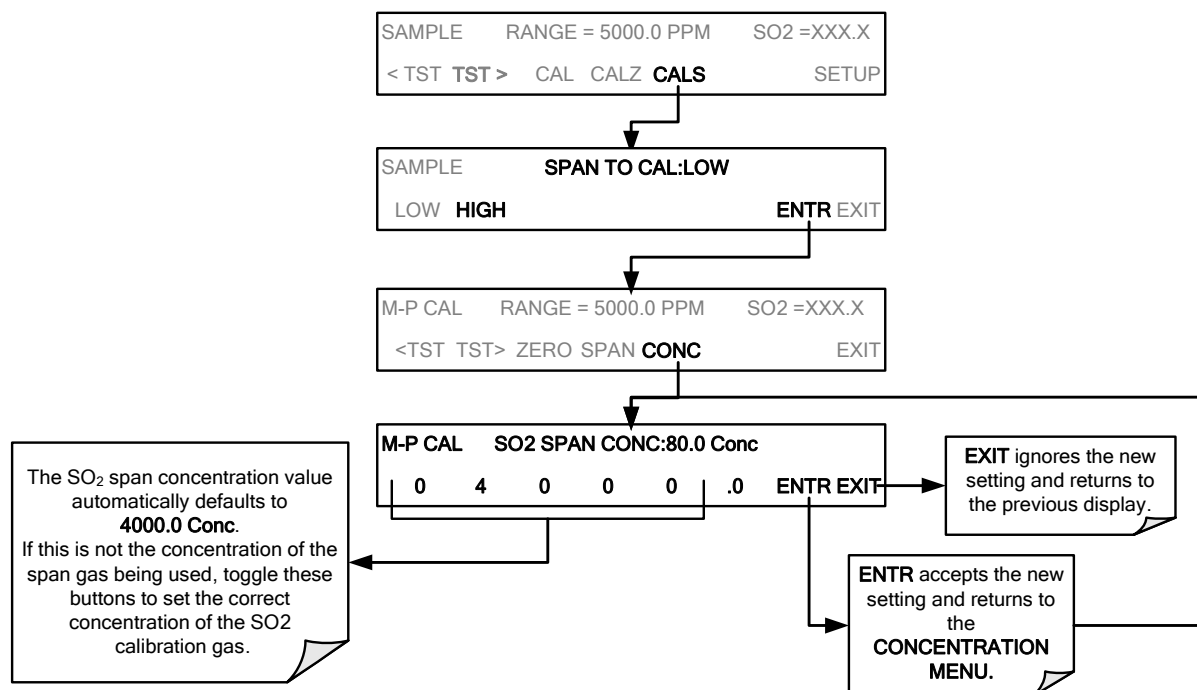 SAMPLE RANGE = 5000.0 PPM SO2 =XXX.X
< TST TST > CAL CALZ CALS SETUP
SAMPLE SPAN TO CAL:LOW
LOW HIGH ENTR EXIT
M-P CAL RANGE = 5000.0 PPM SO2 =XXX.X
<TST TST> ZERO SPAN CONC EXIT
M-P CAL SO2 SPAN CONC:80.0 Conc
0 4 0 0 0 .0 ENTR EXIT
The SO₂ span concentration value
automatically defaults to
4000.0 Conc.
If this is not the concentration of the
span gas being used, toggle these
buttons to set the correct
concentration of the SO2
calibration gas.
EXIT ignores the new
setting and returns to
the previous display.
ENTR accepts the new
setting and returns to
the
CONCENTRATION
MENU.